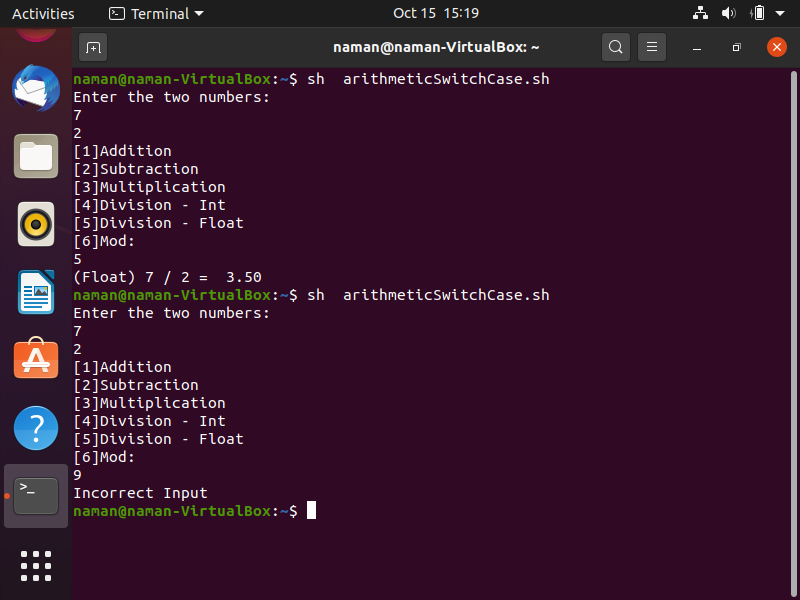 Activities Terminal Oct 15 15:19
naman@naman-VirtualBox: ~
naman@naman-VirtualBox:~$ sh  arithmeticSwitchCase.sh
Enter the two numbers:
7
2
[1]Addition
[2]Subtraction
[3]Multiplication
[4]Division - Int
[5]Division - Float
[6]Mod:
5
(Float) 7 / 2 =  3.50
naman@naman-VirtualBox:~$ sh  arithmeticSwitchCase.sh
Enter the two numbers:
7
2
[1]Addition
[2]Subtraction
[3]Multiplication
[4]Division - Int
[5]Division - Float
[6]Mod:
9
Incorrect Input
naman@naman-VirtualBox:~$